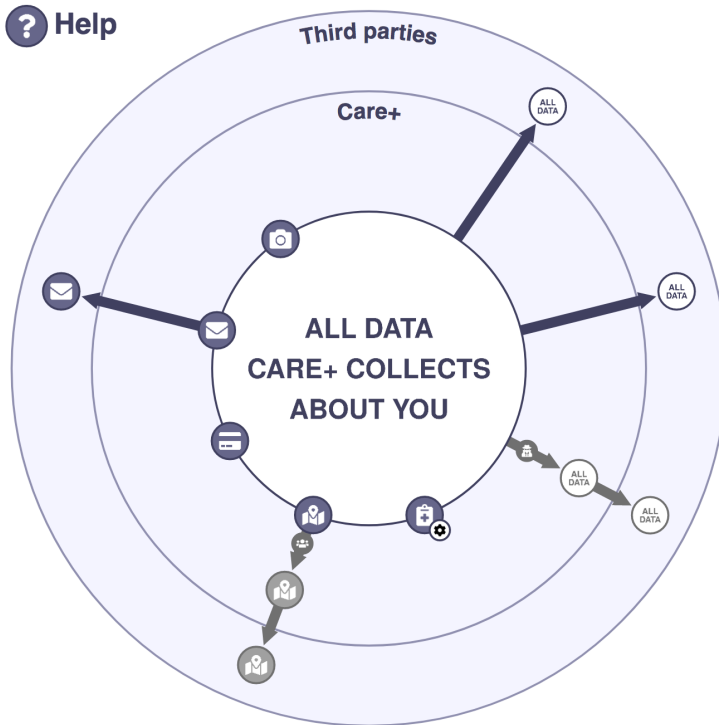 ? Help
Third parties
Care+
ALL
DATA
ALL
DATA
ALL DATA
CARE+ COLLECTS
ABOUT YOU
ALL
DATA
ALL
DATA